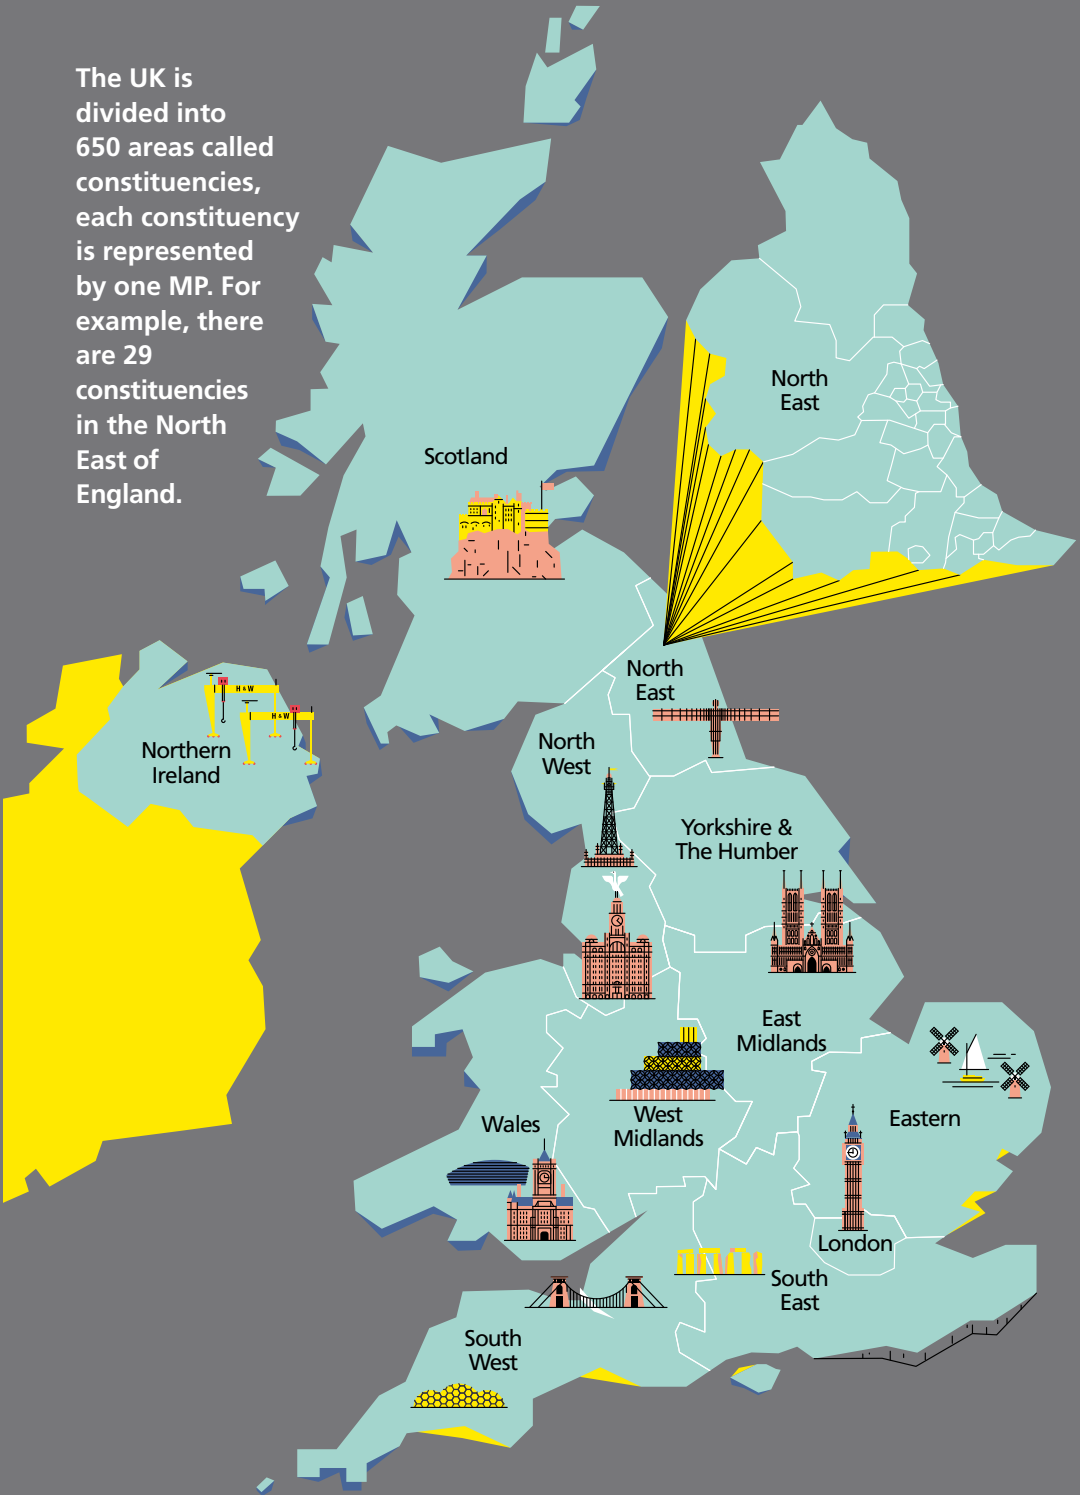 The UK is
divided into
650 areas called
constituencies,
each constituency
is represented
by one MP. For
example, there
are 29
constituencies
in the North
East of
England.
North
East
Scotland
North
East
H & W
H & W
Northern
Ireland
North
West
Yorkshire &
The Humber
East
Midlands
West
Midlands
Wales
Eastern
London
South
East
South
West